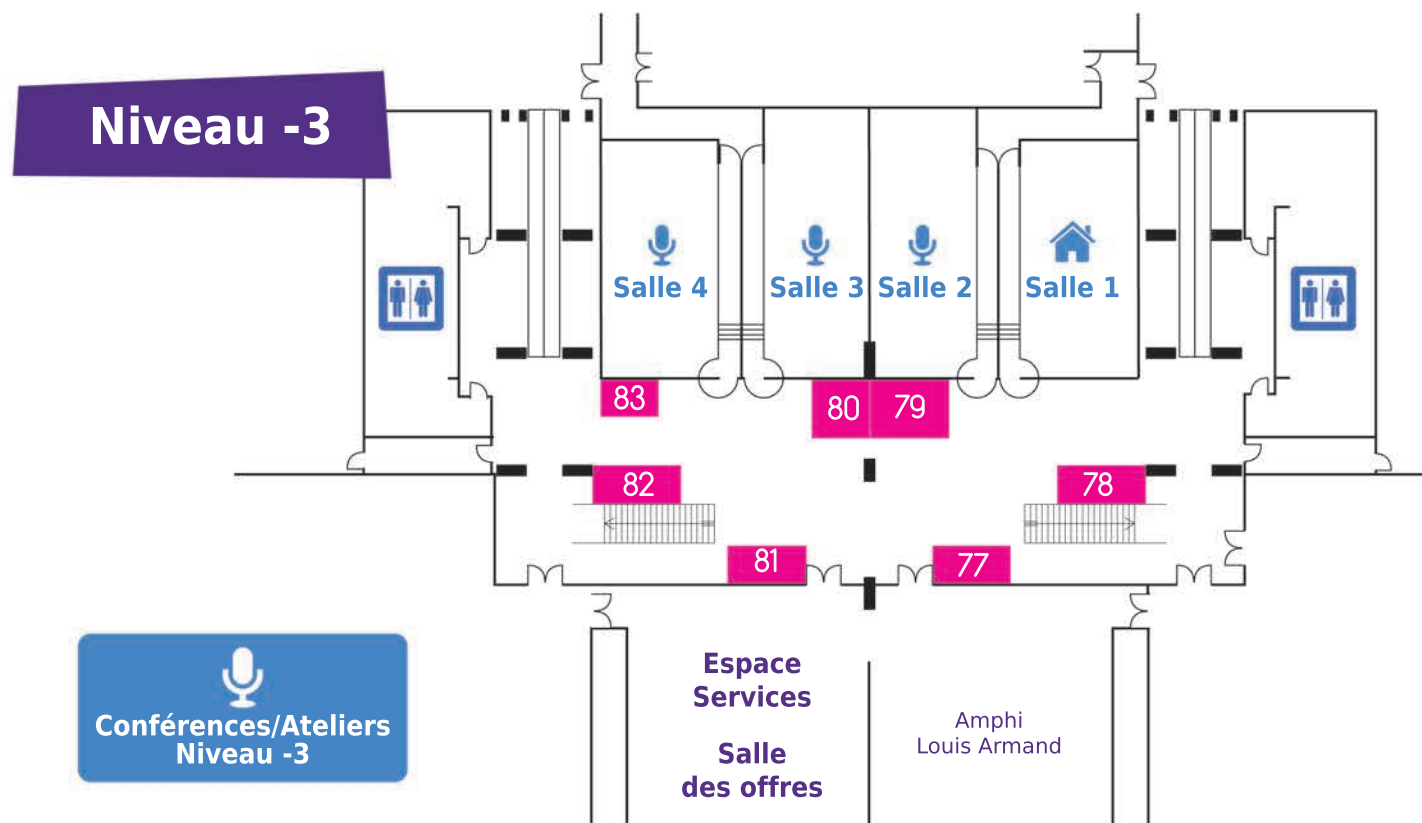 Niveau -3
Salle 4
Salle 3
Salle 2
Salle 1
83
80
79
82
78
81
77
Espace
Services
Salle
des offres
Amphi
Louis Armand
Conférences/Ateliers
Niveau -3